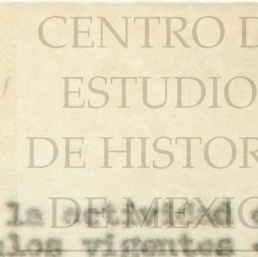 CENTRO D
ESTUDIO
DE HISTOR
DE MEXIC
la actividad
los vigentes